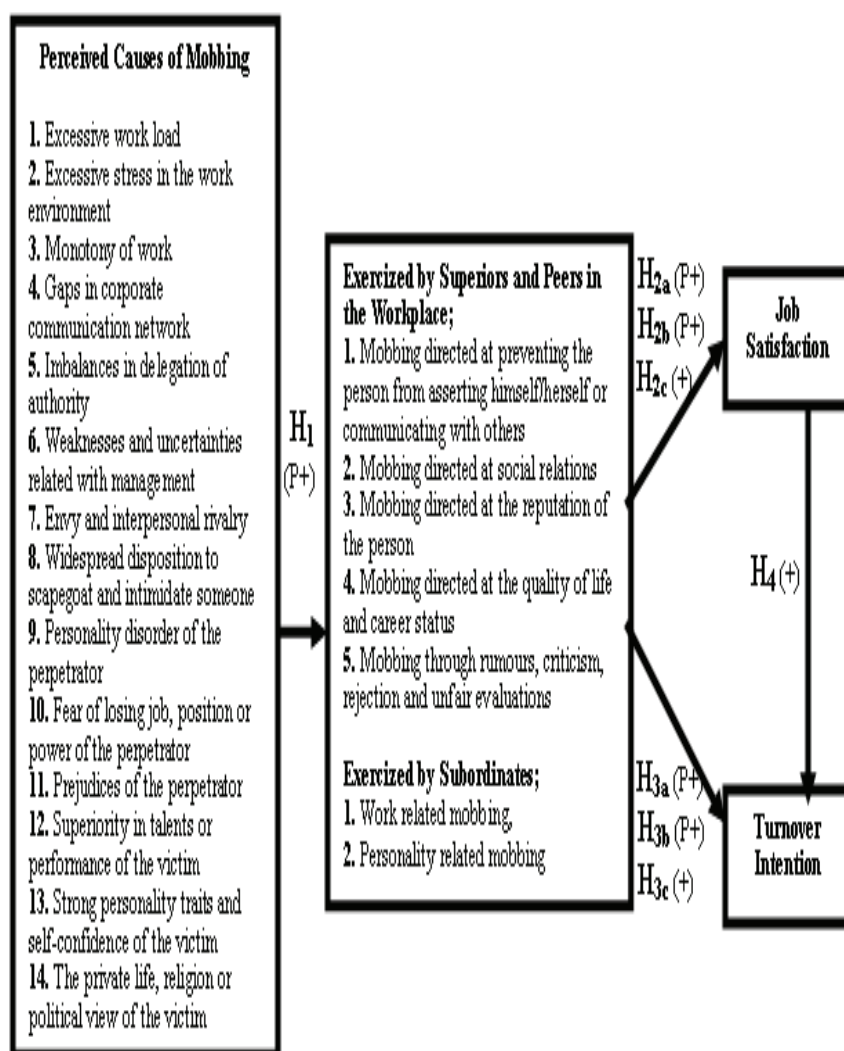 Perceived Causes of Mobbing
1. Excessive work load
2. Excessive stress in the work
environment
3. Monotony of work
4. Gaps in corporate
communication network
5. Imbalances in delegation of
authority
6. Weaknesses and uncertainties
related with management
7. Envy and interpersonal rivalry
8. Widespread disposition to
scapegoat and intimidate someone
9. Personality disorder of the
perpetrator
10. Fear of losing job, position or
power of the perpetrator
11. Prejudices of the perpetrator
12. Superiority in talents or
performance of the victim
13. Strong personality traits and
self-confidence of the victim
14. The private life, religion or
political view of the victim
H1
(P+)
Exercized by Superiors and Peers in
the Workplace;
1. Mobbing directed at preventing the
person from asserting himself/herself or
communicating with others
2. Mobbing directed at social relations
3. Mobbing directed at the reputation of
the person
4. Mobbing directed at the quality of life
and career status
5. Mobbing through rumours, criticism,
rejection and unfair evaluations
Exercized by Subordinates;
1. Work related mobbing,
2. Personality related mobbing
H2a (P+)
H2b (P+)
H2c (+)
H3a (P+)
H3b (P+)
H3c (+)
Job
Satisfaction
H4 (+)
Turnover
Intention